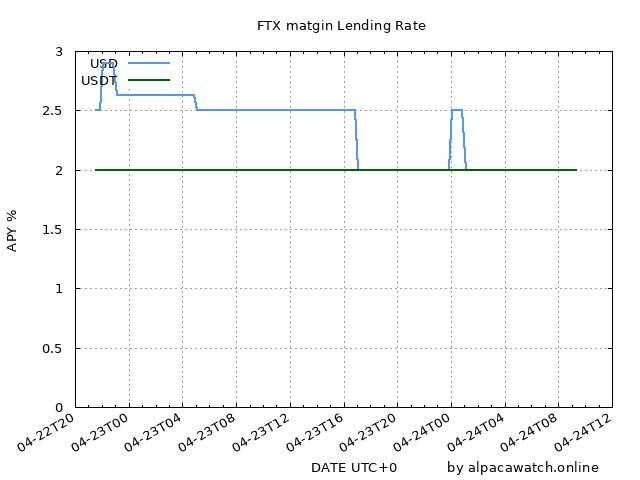 FTX matgin Lending Rate
3
2.5
2
1.5
1
0.5
0
APY %
USD
USDT
04-22T20
04-23T00
04-23T04
04-23T08
04-23T12
04-23T16
04-23T20
04-24T00
04-24T04
04-24T08
04-24T12
DATE UTC+0
by alpacawatch.online